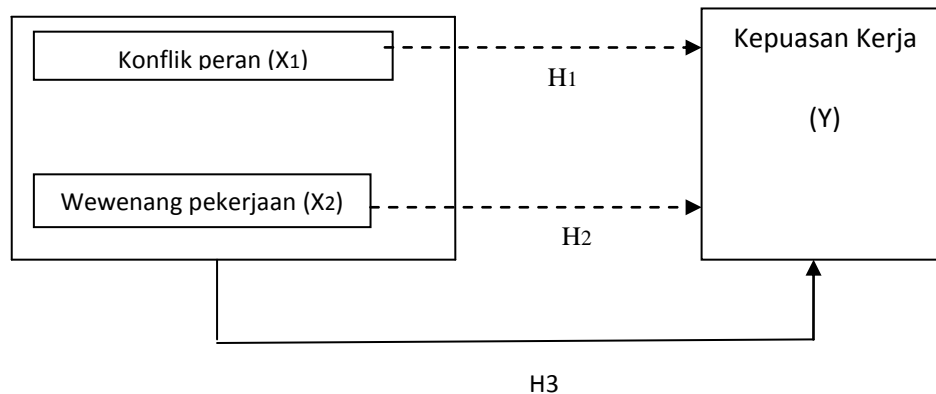 Konflik peran (X1)
H1
Kepuasan Kerja
(Y)
Wewenang pekerjaan (X2)
H2
H3